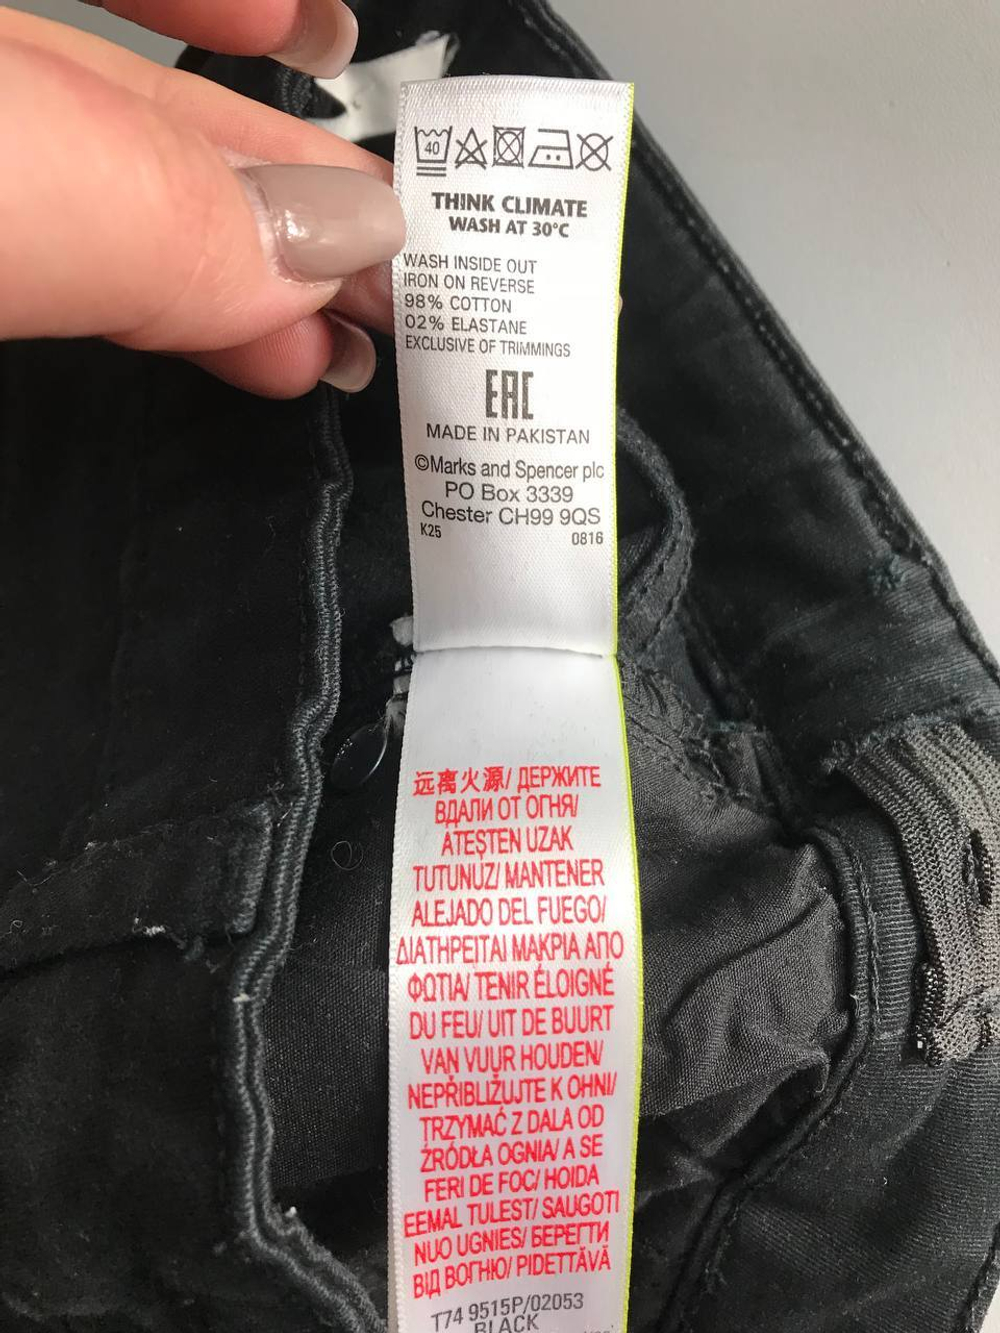 40
THINK CLIMATE
WASH AT 30°C
WASH INSIDE OUT
IRON ON REVERSE
98% COTTON
02% ELASTANE
EXCLUSIVE OF TRIMMINGS
EAC
MADE IN PAKISTAN
©Marks and Spencer plc
PO Box 3339
Chester CH99 9QS
K25 0816
远离火源/ ДЕРЖИТЕ
ВДАЛИ ОТ ОГНЯ/
ATEŞTEN UZAK
TUTUNUZ/ MANTENER
ALEJADO DEL FUEGO/
ΔΙΑΤΗΡΕΙΤΑΙ ΜΑΚΡΙΑ ΑΠΟ
ΦΩΤΙΑ/ TENIR ÉLOIGNÉ
DU FEU/ UIT DE BUURT
VAN VUUR HOUDEN/
NEPŘIBLIŽUJTE K OHNI/
TRZYMAĆ Z DALA OD
ŹRÓDŁA OGNIA/ A SE
FERI DE FOC/ HOIDA
EEMAL TULEST/ SAUGOTI
NUO UGNIES/ БЕРЕГТИ
ВІД ВОГНЮ/ PIDETTÄVÄ
T74 9515P/02053
BLACK